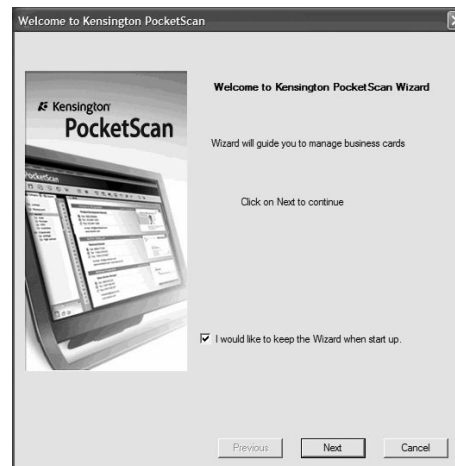 Welcome to Kensington PocketScan
Kensington
PocketScan
PocketScan
Welcome to Kensington PocketScan Wizard
Wizard will guide you to manage business cards
Click on Next to continue
I would like to keep the Wizard when start up.
Previous
Next
Cancel